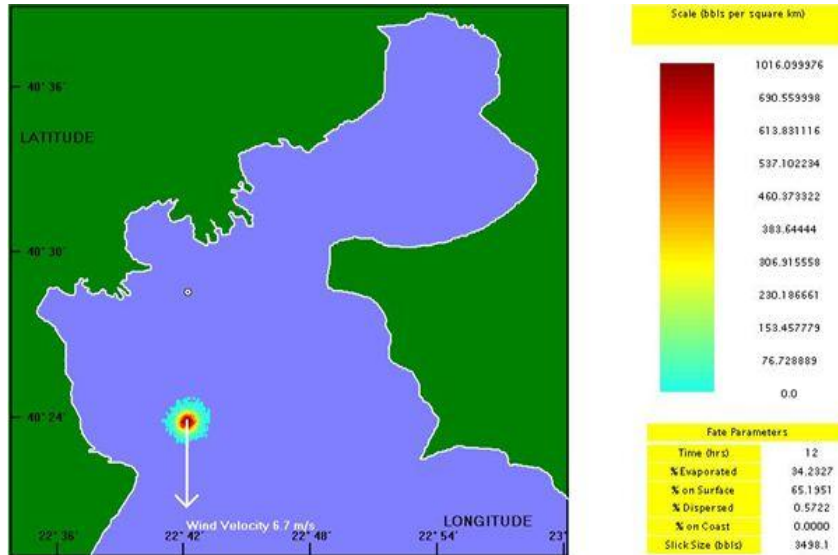 40° 36'
LATITUDE
40° 30'
40° 24'
Wind Velocity 6.7 m/s
LONGITUDE
22° 36' 22° 42' 22° 48' 22° 54' 23°
Scale (bbls per square km)
1016.099976
690.559998
613.831116
537.102234
460.373322
383.64444
306.915558
230.186661
153.457779
76.728889
0.0
Fate Parameters
Time (hrs) 12
% Evaporated 34.2327
% on Surface 65.1951
% Dispersed 0.5722
% on Coast 0.0000
Slick Size (bbls) 3498.1